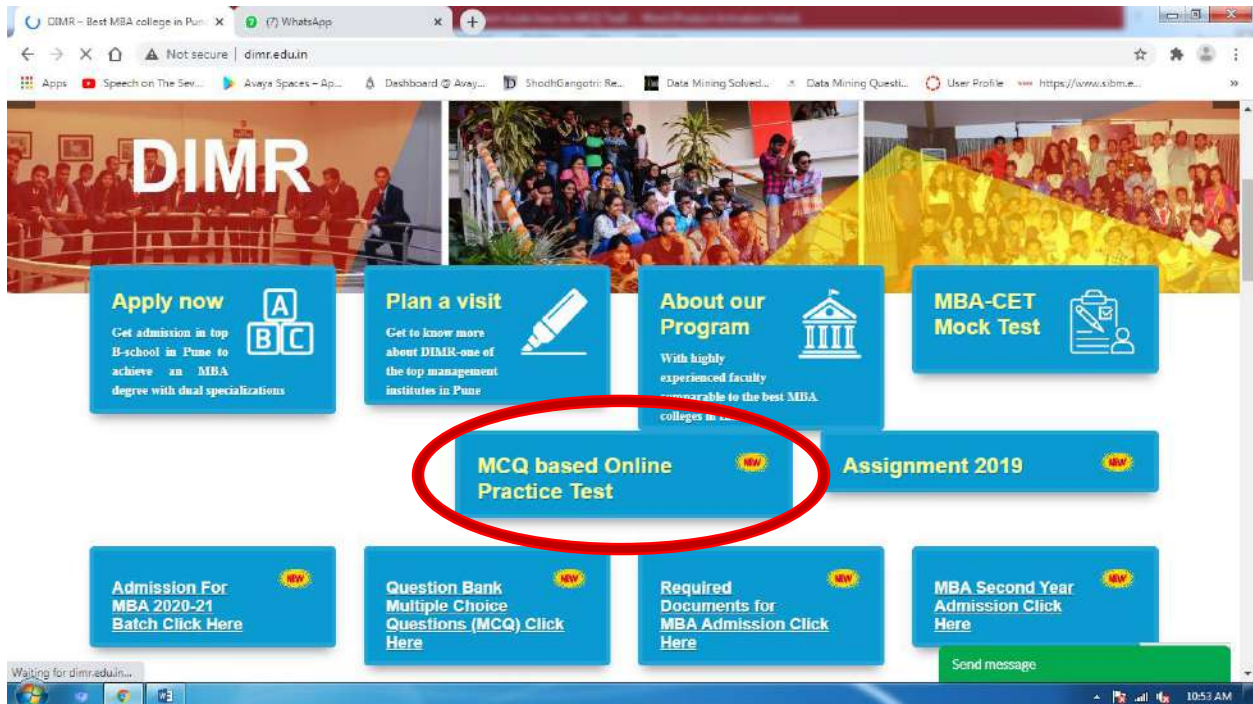 DIMR – Best MBA college in Pun
(7) WhatsApp
Not secure | dimr.edu.in
Apps
Speech on The Sev...
Avaya Spaces – Ap...
Dashboard @ Avay...
ShodhGangotri: Re...
Data Mining Solved...
Data Mining Questi...
User Profile
https://www.sibm.e...
DIMR
Apply now
Get admission in top
B-school in Pune to
achieve an MBA
degree with dual specializations
A
B C
Plan a visit
Get to know more
about DIMR-one of
the top management
institutes in Pune
About our
Program
With highly
experienced faculty
comparable to the best MBA
colleges in
MBA-CET
Mock Test
MCQ based Online
Practice Test
NEW
Assignment 2019
NEW
Admission For
MBA 2020-21
Batch Click Here
NEW
Question Bank
Multiple Choice
Questions (MCQ) Click
Here
NEW
Required
Documents for
MBA Admission Click
Here
NEW
MBA Second Year
Admission Click
Here
NEW
Send message
Waiting for dimr.edu.in...
10:53 AM